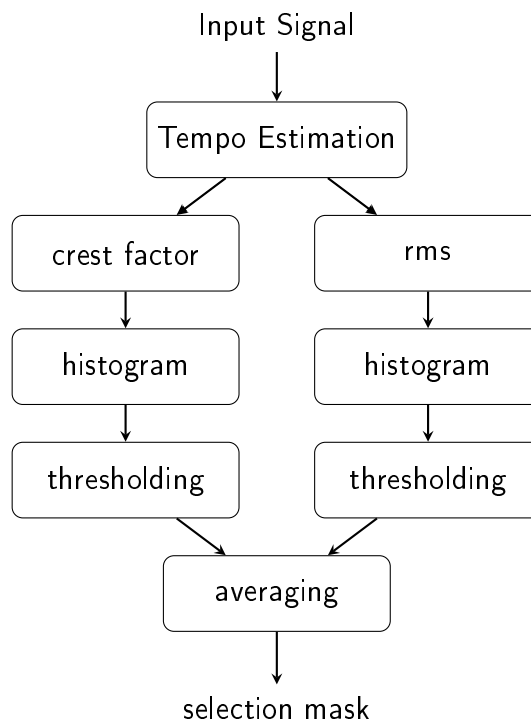 Input Signal
Tempo Estimation
crest factor
rms
histogram
histogram
thresholding
thresholding
averaging
selection mask